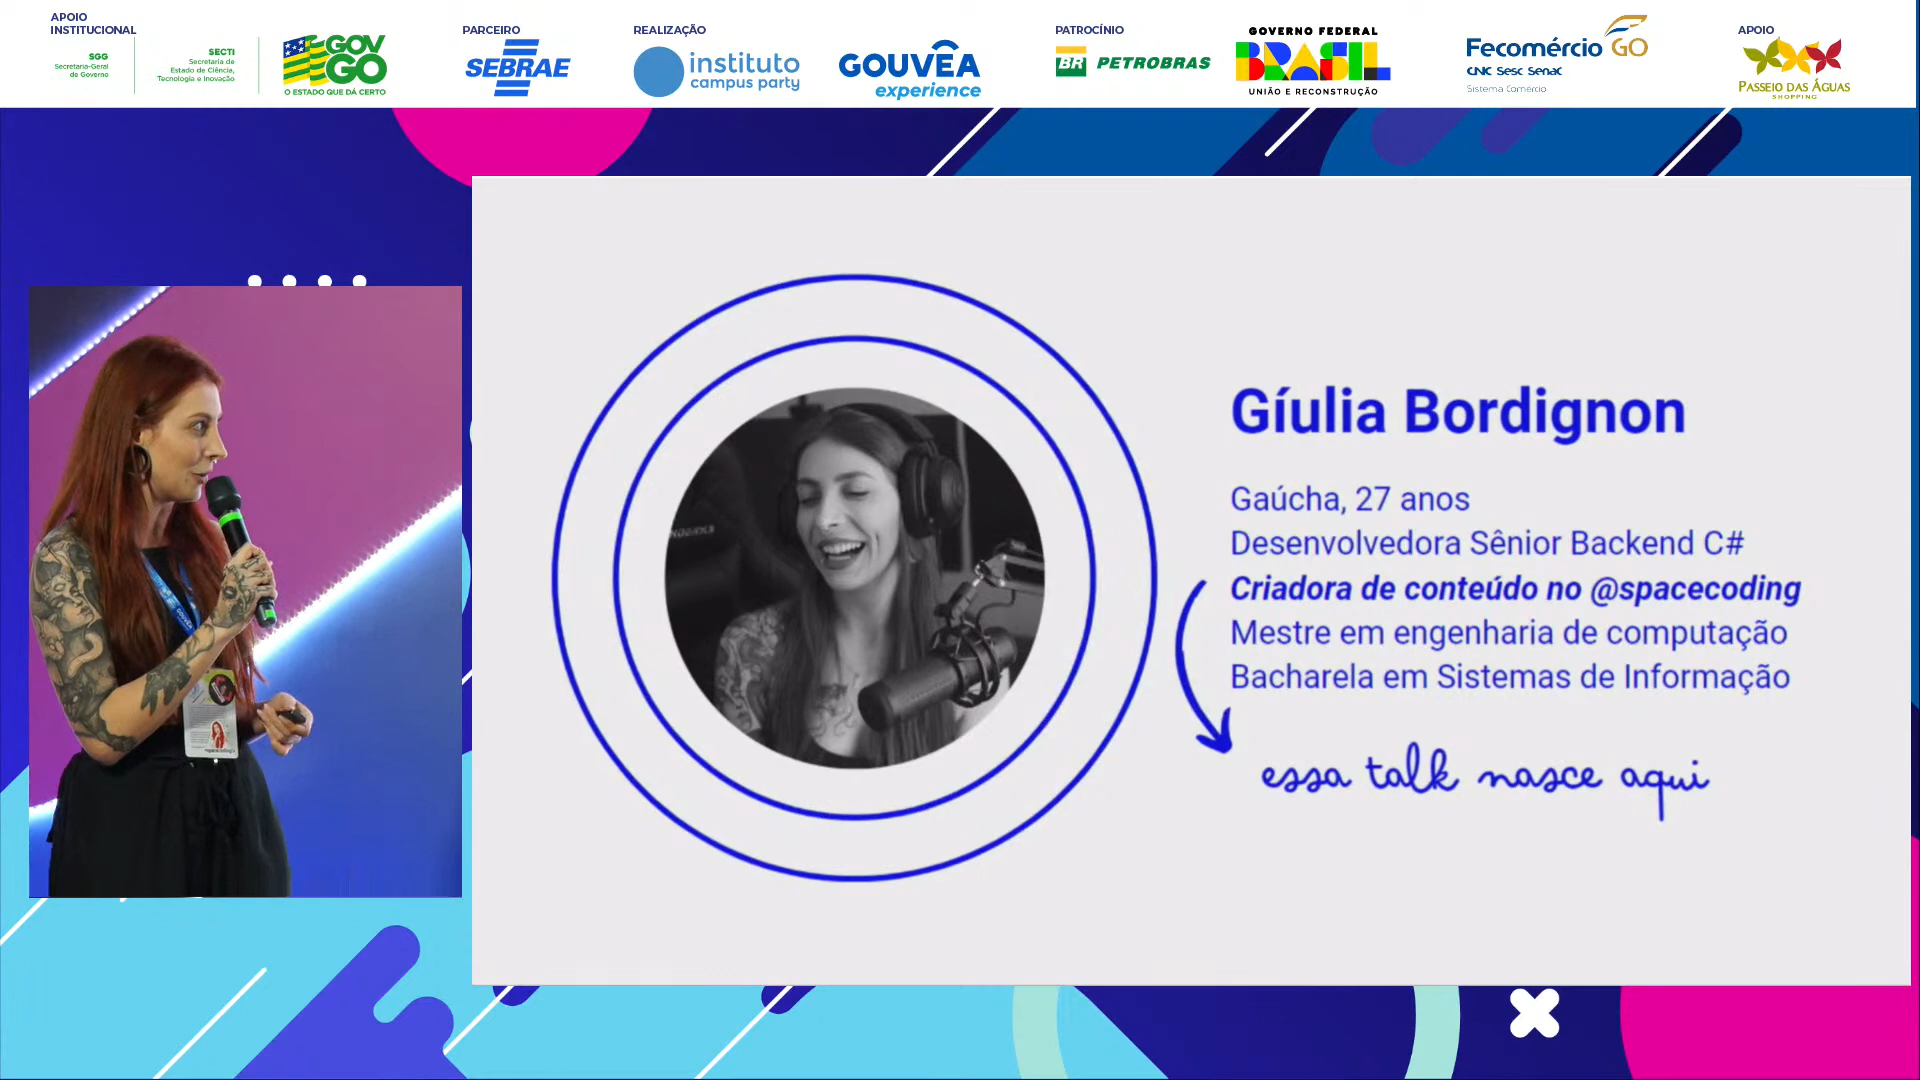 APOIO
INSTITUCIONAL
SGG
Secretaria-Geral
de Governo
SECTI
Secretaria de
Estado de Ciência,
Tecnologia e Inovação
GOV
GO
O ESTADO QUE DÁ CERTO
PARCEIRO
SEBRAE
REALIZAÇÃO
instituto
campus party
GOUVÊA
experience
PATROCÍNIO
BR PETROBRAS
GOVERNO FEDERAL
BRASIL
UNIÃO E RECONSTRUÇÃO
Fecomércio GO
CNC Sesc Senac
Sistema Comércio
APOIO
PASSEIO DAS ÁGUAS
SHOPPING
Gíulia Bordignon
Gaúcha, 27 anos
Desenvolvedora Sênior Backend C#
Criadora de conteúdo no @spacecoding
Mestre em engenharia de computação
Bacharela em Sistemas de Informação
essa talk nasce aqui